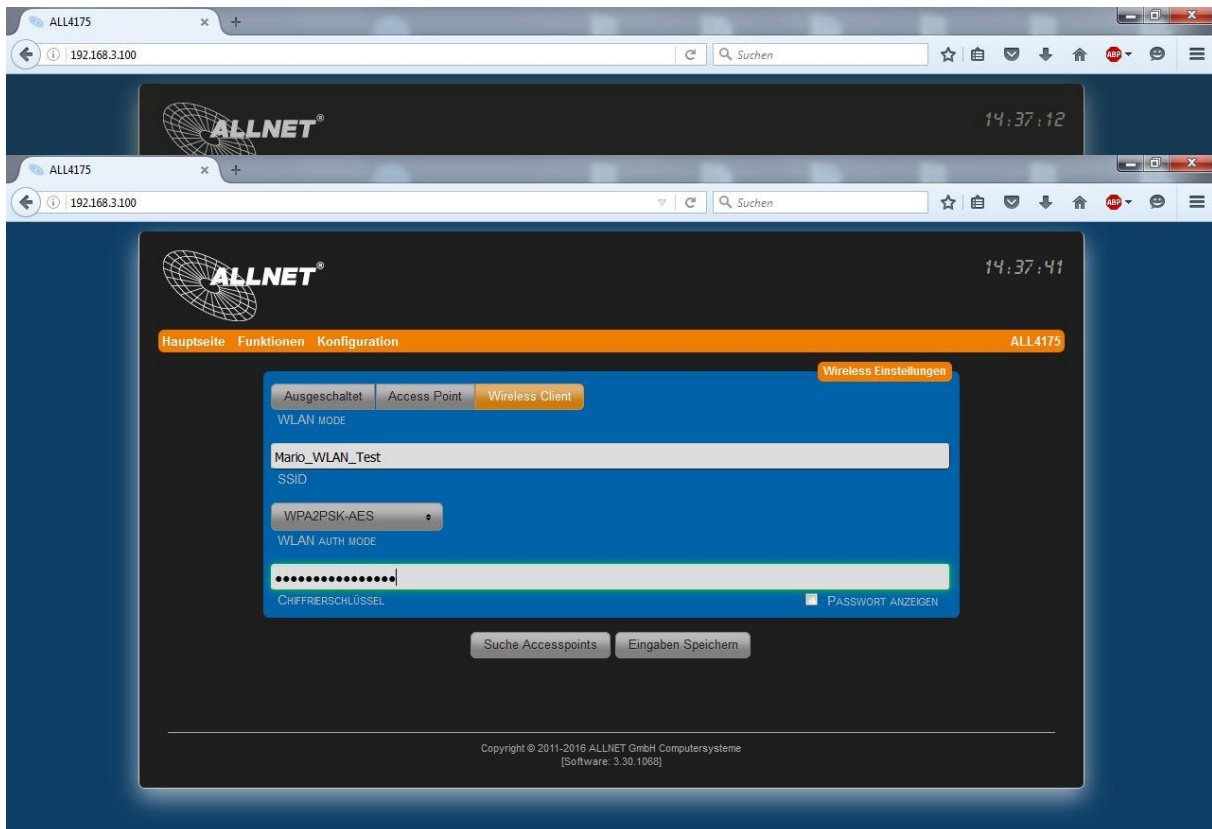 ALL4175
192.168.3.100
Suchen
ABP
ALLNET®
14:37:12
ALL4175
192.168.3.100
Suchen
ABP
ALLNET®
14:37:41
Hauptseite Funktionen Konfiguration ALL4175
Wireless Einstellungen
Ausgeschaltet Access Point Wireless Client
WLAN MODE
Mario_WLAN_Test
SSID
WPA2PSK-AES
WLAN AUTH MODE
••••••••••••••••
CHIFFRIERSCHLÜSSEL PASSWORT ANZEIGEN
Suche Accesspoints Eingaben Speichern
Copyright © 2011-2016 ALLNET GmbH Computersysteme
[Software: 3.30.1068]